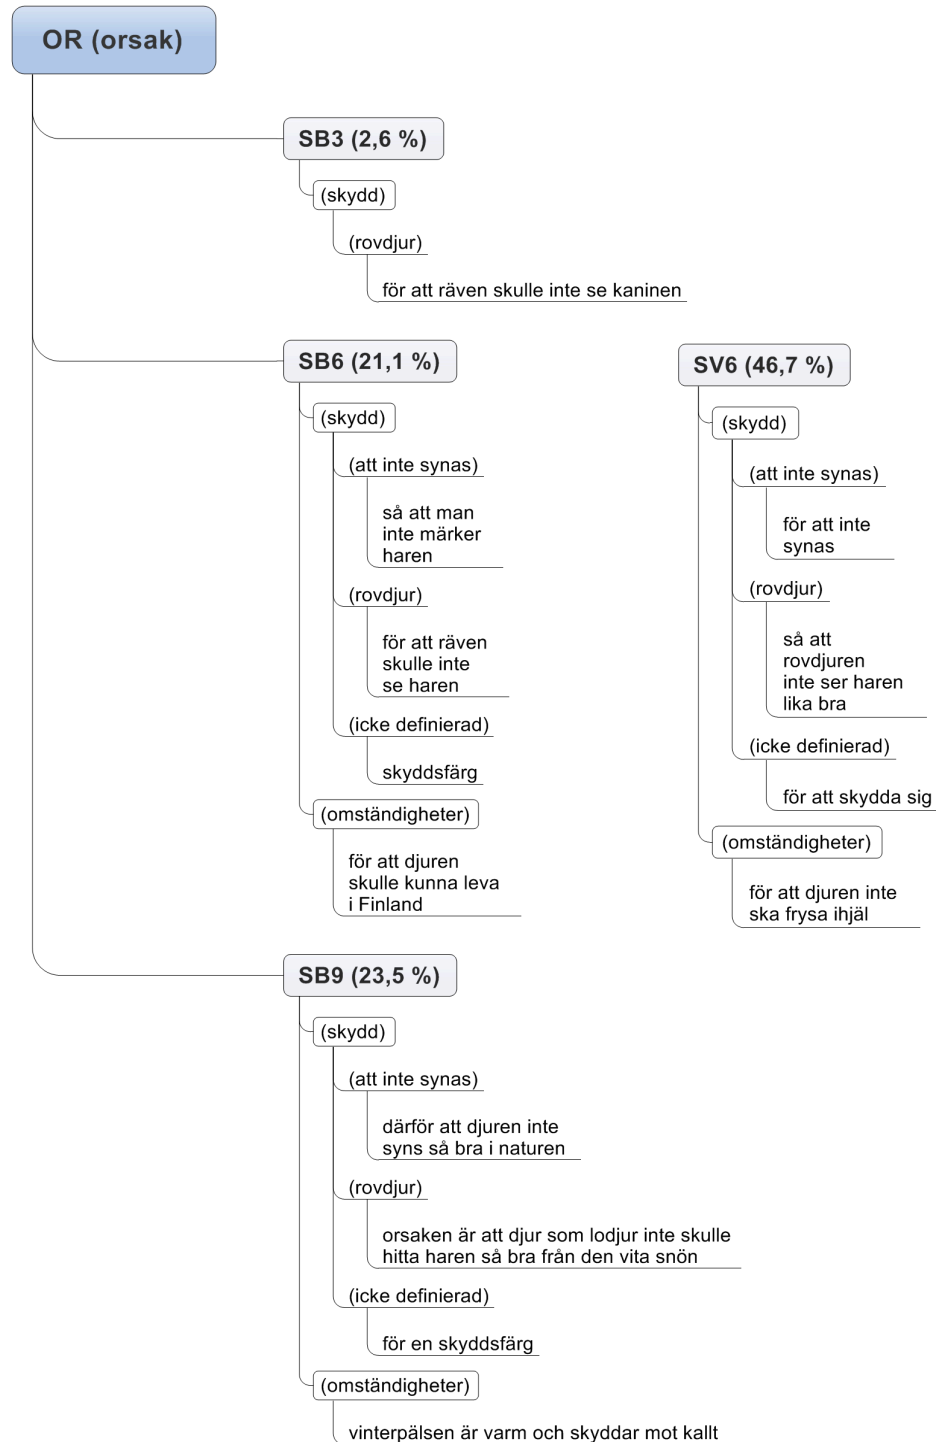 OR (orsak)
SB3 (2,6 %)
(skydd)
(rovdjur)
för att räven skulle inte se kaninen
SB6 (21,1 %)
(skydd)
(att inte synas)
så att man
inte märker
haren
(rovdjur)
för att räven
skulle inte
se haren
(icke definierad)
skyddsfärg
(omständigheter)
för att djuren
skulle kunna leva
i Finland
SV6 (46,7 %)
(skydd)
(att inte synas)
för att inte
synas
(rovdjur)
så att
rovdjuren
inte ser haren
lika bra
(icke definierad)
för att skydda sig
(omständigheter)
för att djuren inte
ska frysa ihjäl
SB9 (23,5 %)
(skydd)
(att inte synas)
därför att djuren inte
syns så bra i naturen
(rovdjur)
orsaken är att djur som lodjur inte skulle
hitta haren så bra från den vita snön
(icke definierad)
för en skyddsfärg
(omständigheter)
vinterpälsen är varm och skyddar mot kallt